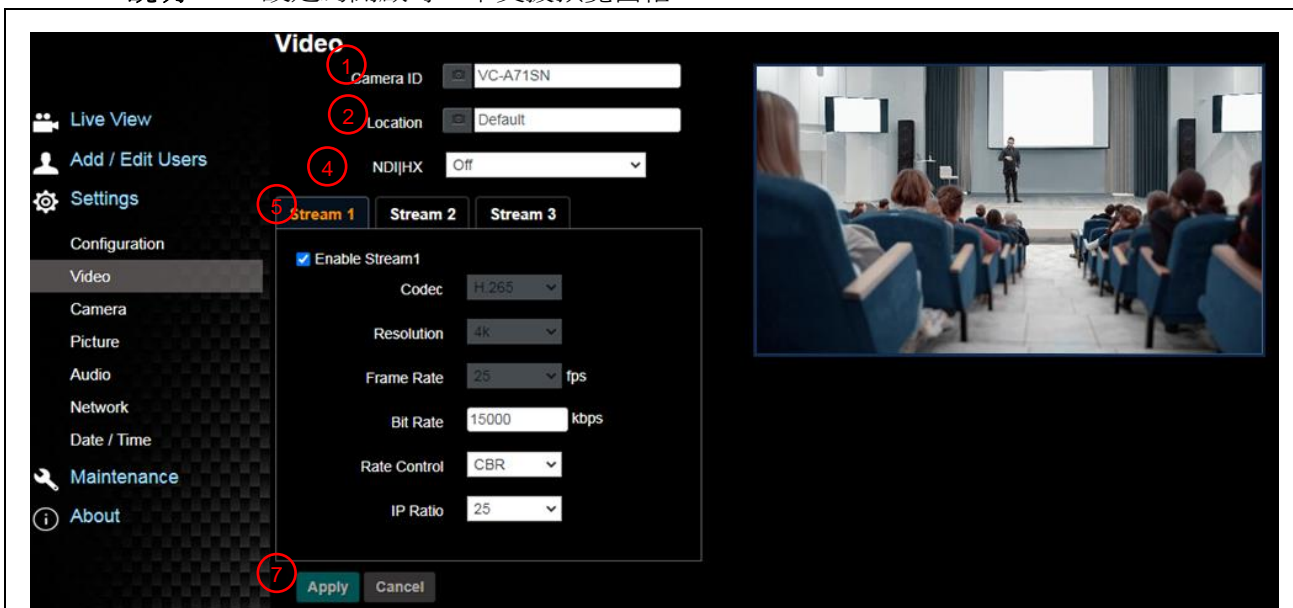 Video
1 Camera ID VC-A71SN
2 Location Default
4 NDI|HX Off
Live View
Add / Edit Users
Settings
Configuration
Video
Camera
Picture
Audio
Network
Date / Time
Maintenance
About
5 Stream 1 Stream 2 Stream 3
Enable Stream1
Codec H.265
Resolution 4k
Frame Rate 25 fps
Bit Rate 15000 kbps
Rate Control CBR
IP Ratio 25
7 Apply Cancel